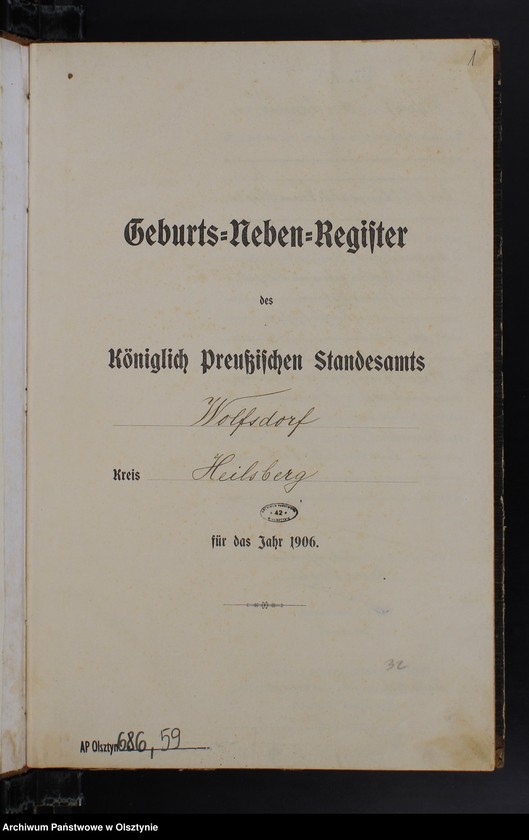 1
Geburts=Neben=Register
des
Königlich Preußischen Standesamts
Wolfsdorf
Kreis Heilsberg
42
für das Jahr 1906.
32
AP Olsztyn 686, 59
Archiwum Państwowe w Olsztynie